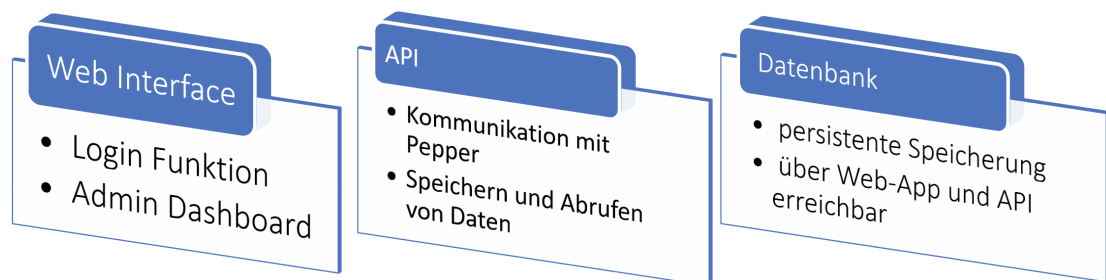 Web Interface
• Login Funktion
• Admin Dashboard
API
• Kommunikation mit
Pepper
• Speichern und Abrufen
von Daten
Datenbank
• persistente Speicherung
• über Web-App und API
erreichbar